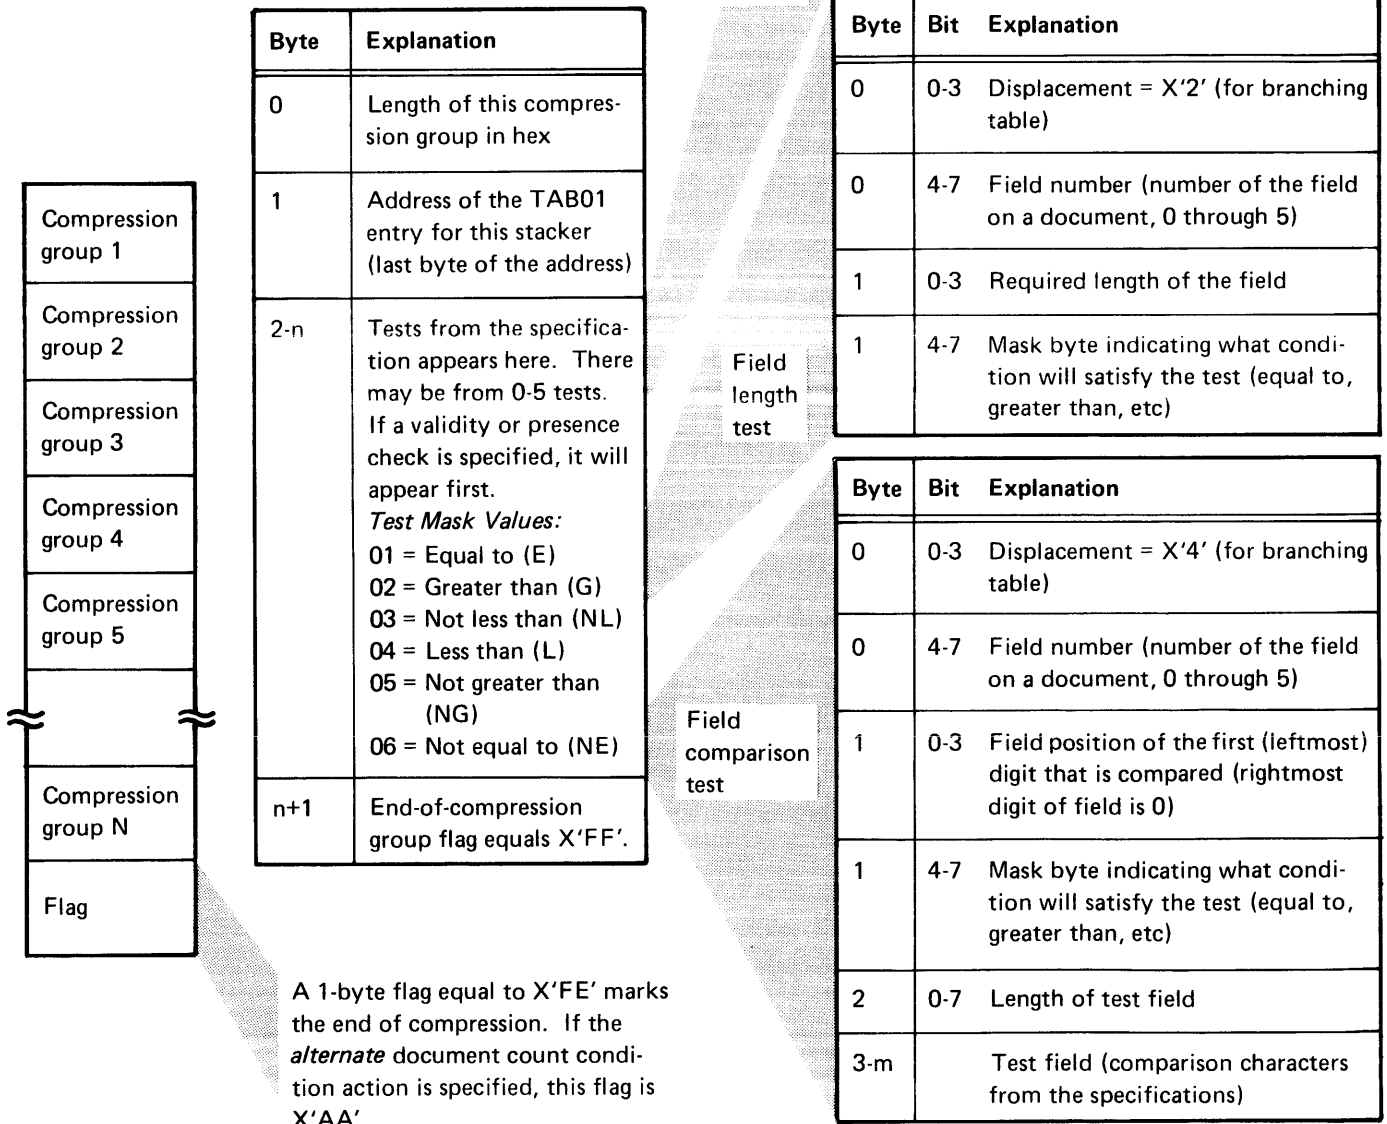 Compression
group 1
Compression
group 2
Compression
group 3
Compression
group 4
Compression
group 5
Compression
group N
Flag
Byte Explanation
0 Length of this compres-
sion group in hex
1 Address of the TAB01
entry for this stacker
(last byte of the address)
2-n Tests from the specifica-
tion appears here. There
may be from 0-5 tests.
If a validity or presence
check is specified, it will
appear first.
Test Mask Values:
01 = Equal to (E)
02 = Greater than (G)
03 = Not less than (NL)
04 = Less than (L)
05 = Not greater than
(NG)
06 = Not equal to (NE)
n+1 End-of-compression
group flag equals X'FF'.
A 1-byte flag equal to X'FE' marks
the end of compression. If the
alternate document count condi-
tion action is specified, this flag is
X'AA'
Field
length
test
Byte Bit Explanation
0 0-3 Displacement = X'2' (for branching
table)
0 4-7 Field number (number of the field
on a document, 0 through 5)
1 0-3 Required length of the field
1 4-7 Mask byte indicating what condi-
tion will satisfy the test (equal to,
greater than, etc)
Field
comparison
test
Byte Bit Explanation
0 0-3 Displacement = X'4' (for branching
table)
0 4-7 Field number (number of the field
on a document, 0 through 5)
1 0-3 Field position of the first (leftmost)
digit that is compared (rightmost
digit of field is 0)
1 4-7 Mask byte indicating what condi-
tion will satisfy the test (equal to,
greater than, etc)
2 0-7 Length of test field
3-m Test field (comparison characters
from the specifications)